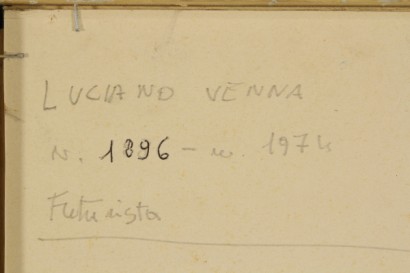 LUCIANO VENNA
n. 1896 - m. 1974
Futurista